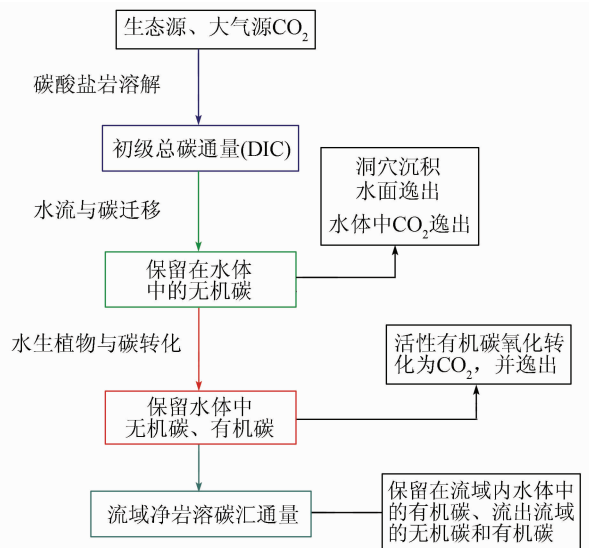 生态源、大气源CO₂
碳酸盐岩溶解
初级总碳通量(DIC)
洞穴沉积
水面逸出
水体中CO₂逸出
水流与碳迁移
保留在水体
中的无机碳
水生植物与碳转化
活性有机碳氧化转
化为CO₂，并逸出
保留水体中
无机碳、有机碳
流域净岩溶碳汇通量
保留在流域内水体中
的有机碳、流出流域
的无机碳和有机碳